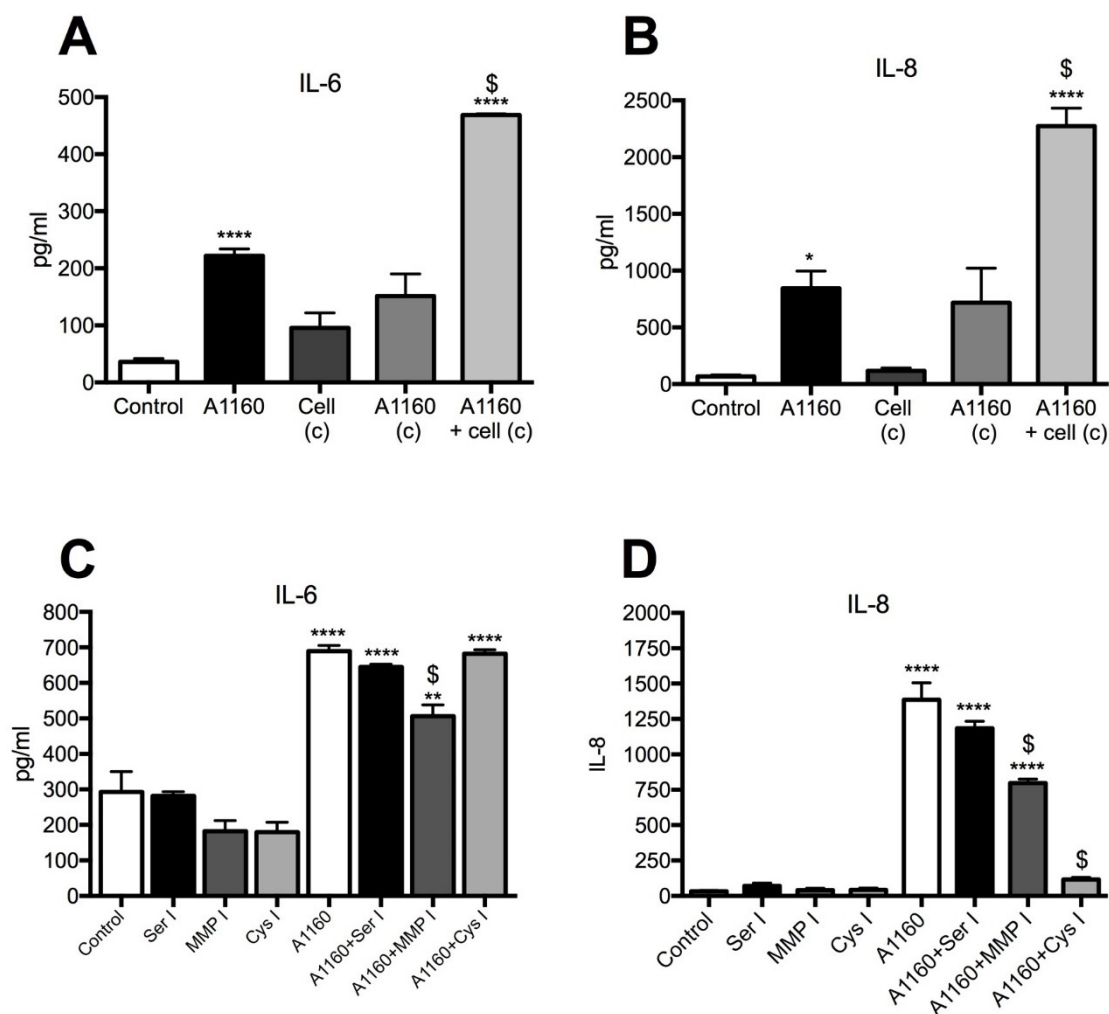 A
IL-6
pg/ml
500
400
300
200
100
0
****
$
****
Control
A1160
Cell
(c)
A1160
(c)
A1160
+ cell (c)
B
IL-8
pg/ml
2500
2000
1500
1000
500
0
*
$
****
Control
A1160
Cell
(c)
A1160
(c)
A1160
+ cell (c)
C
IL-6
pg/ml
800
700
600
500
400
300
200
100
0
****
****
$
**
****
Control
Ser I
MMP I
Cys I
A1160
A1160+Ser I
A1160+MMP I
A1160+Cys I
D
IL-8
IL-8
2000
1750
1500
1250
1000
750
500
250
0
****
****
$
****
$
Control
Ser I
MMP I
Cys I
A1160
A1160+Ser I
A1160+MMP I
A1160+Cys I